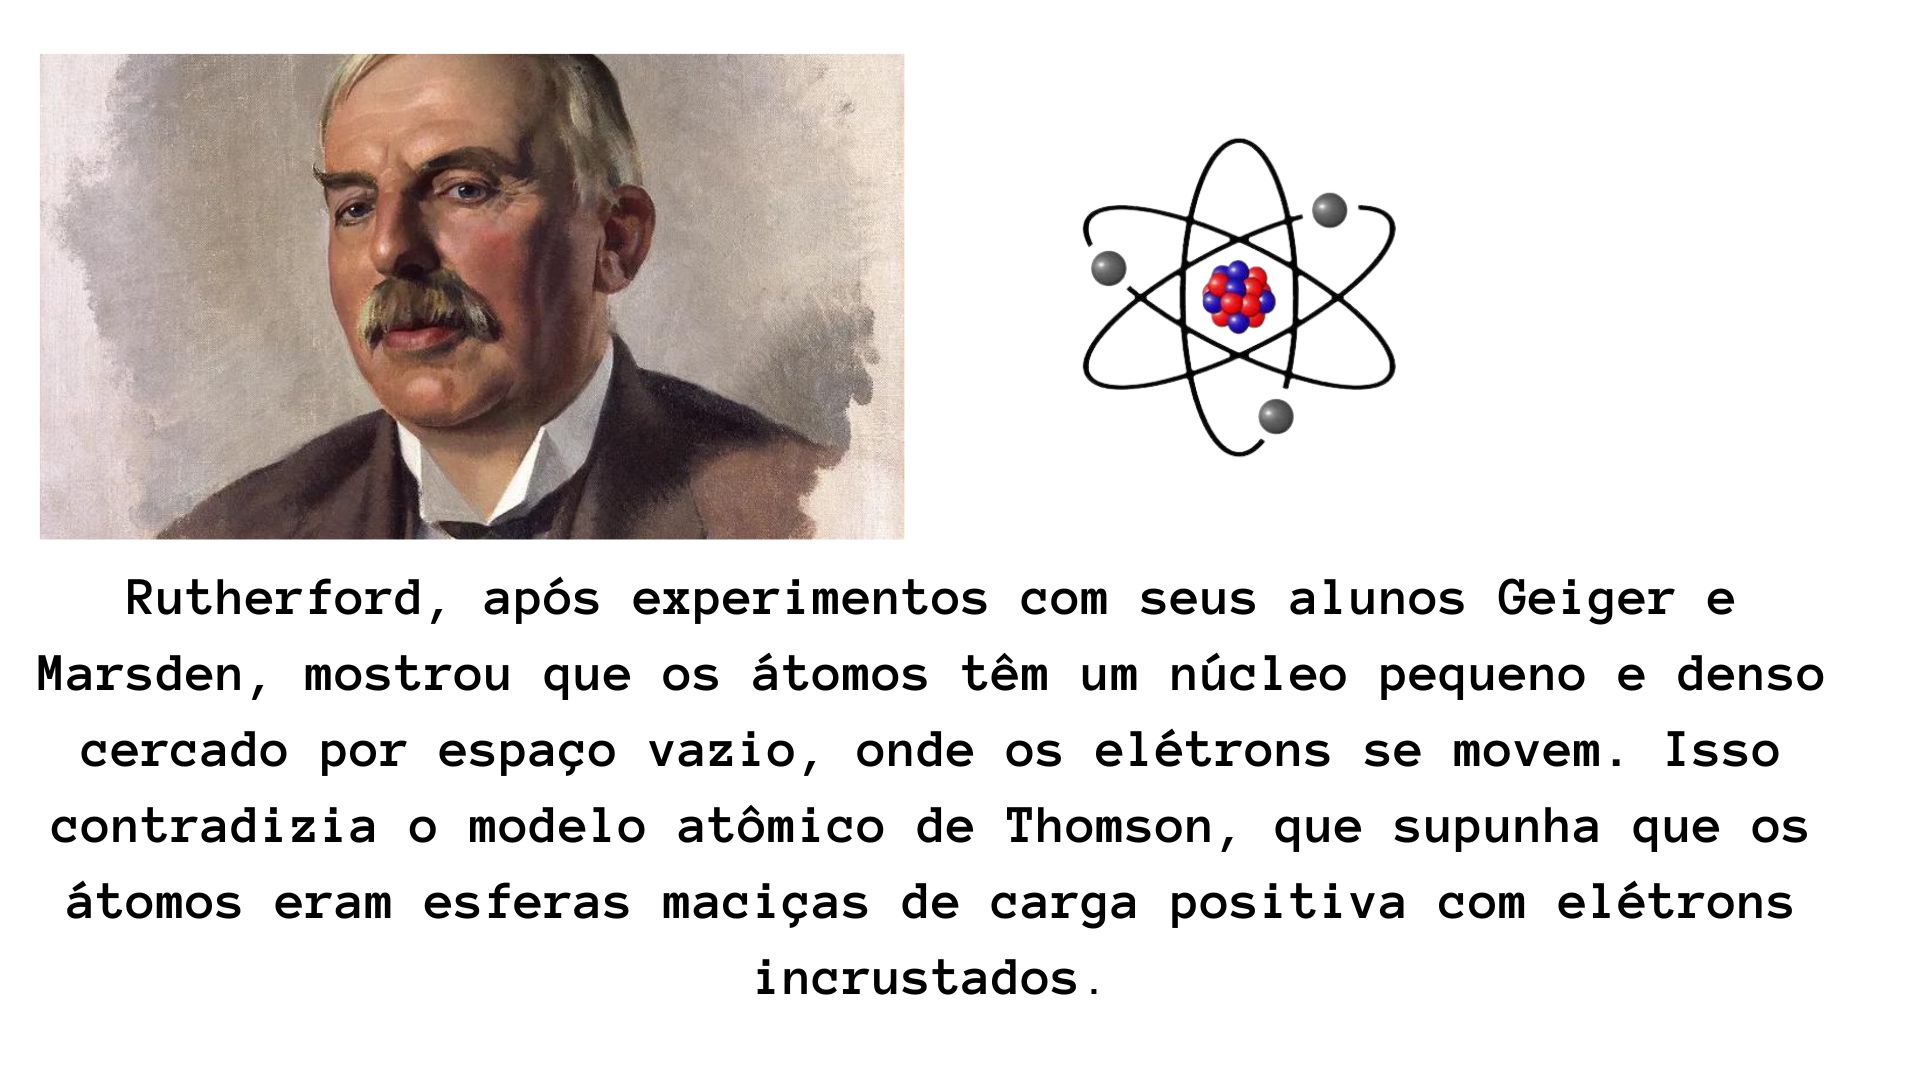 Rutherford, após experimentos com seus alunos Geiger e
Marsden, mostrou que os átomos têm um núcleo pequeno e denso
cercado por espaço vazio, onde os elétrons se movem. Isso
contradizia o modelo atômico de Thomson, que supunha que os
átomos eram esferas maciças de carga positiva com elétrons
incrustados.